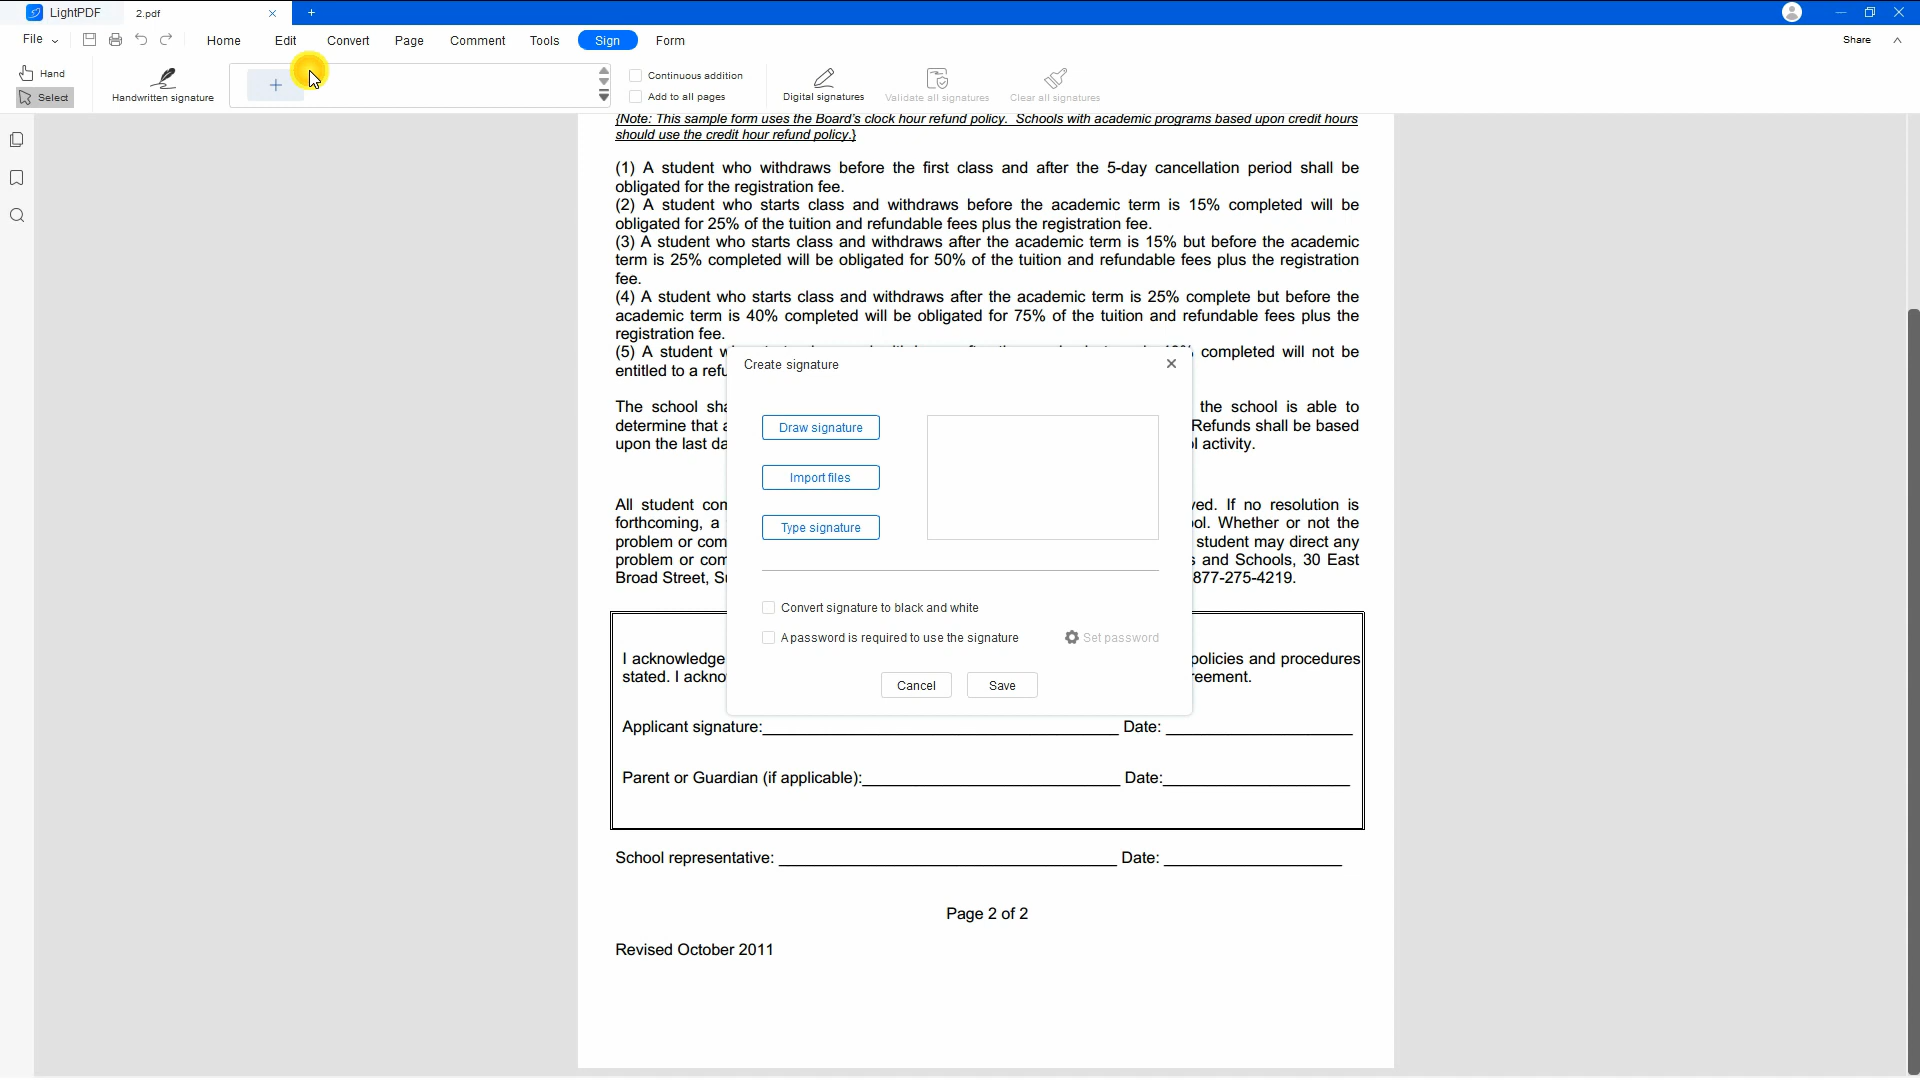 LightPDF
2.pdf
File
Home
Edit
Convert
Page
Comment
Tools
Sign
Form
Share
Hand
Select
Handwritten signature
Continuous addition
Add to all pages
Digital signatures
Validate all signatures
Clear all signatures
{Note: This sample form uses the Board's clock hour refund policy. Schools with academic programs based upon credit hours
should use the credit hour refund policy.}
(1) A student who withdraws before the first class and after the 5-day cancellation period shall be
obligated for the registration fee.
(2) A student who starts class and withdraws before the academic term is 15% completed will be
obligated for 25% of the tuition and refundable fees plus the registration fee.
(3) A student who starts class and withdraws after the academic term is 15% but before the academic
term is 25% completed will be obligated for 50% of the tuition and refundable fees plus the registration
fee.
(4) A student who starts class and withdraws after the academic term is 25% complete but before the
academic term is 40% completed will be obligated for 75% of the tuition and refundable fees plus the
registration fee.
(5) A student completed will not be
entitled to a
The school the school is able to
determine that Refunds shall be based
upon the last activity.
All student If no resolution is
forthcoming, a Whether or not the
problem or student may direct any
problem or and Schools, 30 East
Broad Street, 877-275-4219.
Create signature
Draw signature
Import files
Type signature
Convert signature to black and white
A password is required to use the signature
Set password
Cancel
Save
I acknowledge policies and procedures
stated. I
Applicant signature: Date:
Parent or Guardian (if applicable): Date:
School representative: Date:
Page 2 of 2
Revised October 2011